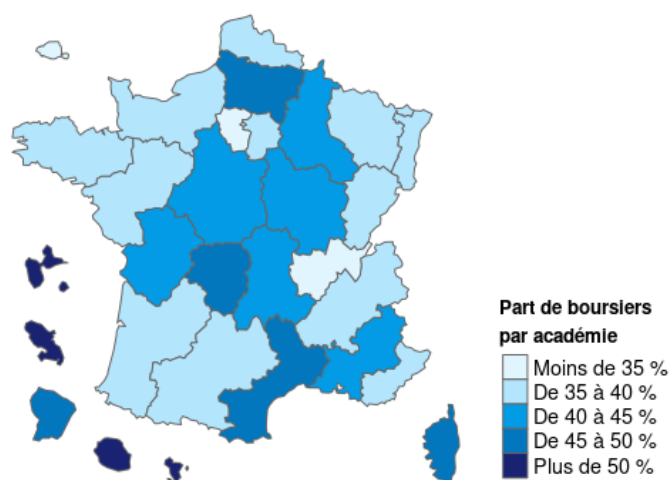 Part de boursiers
par académie
Moins de 35 %
De 35 à 40 %
De 40 à 45 %
De 45 à 50 %
Plus de 50 %